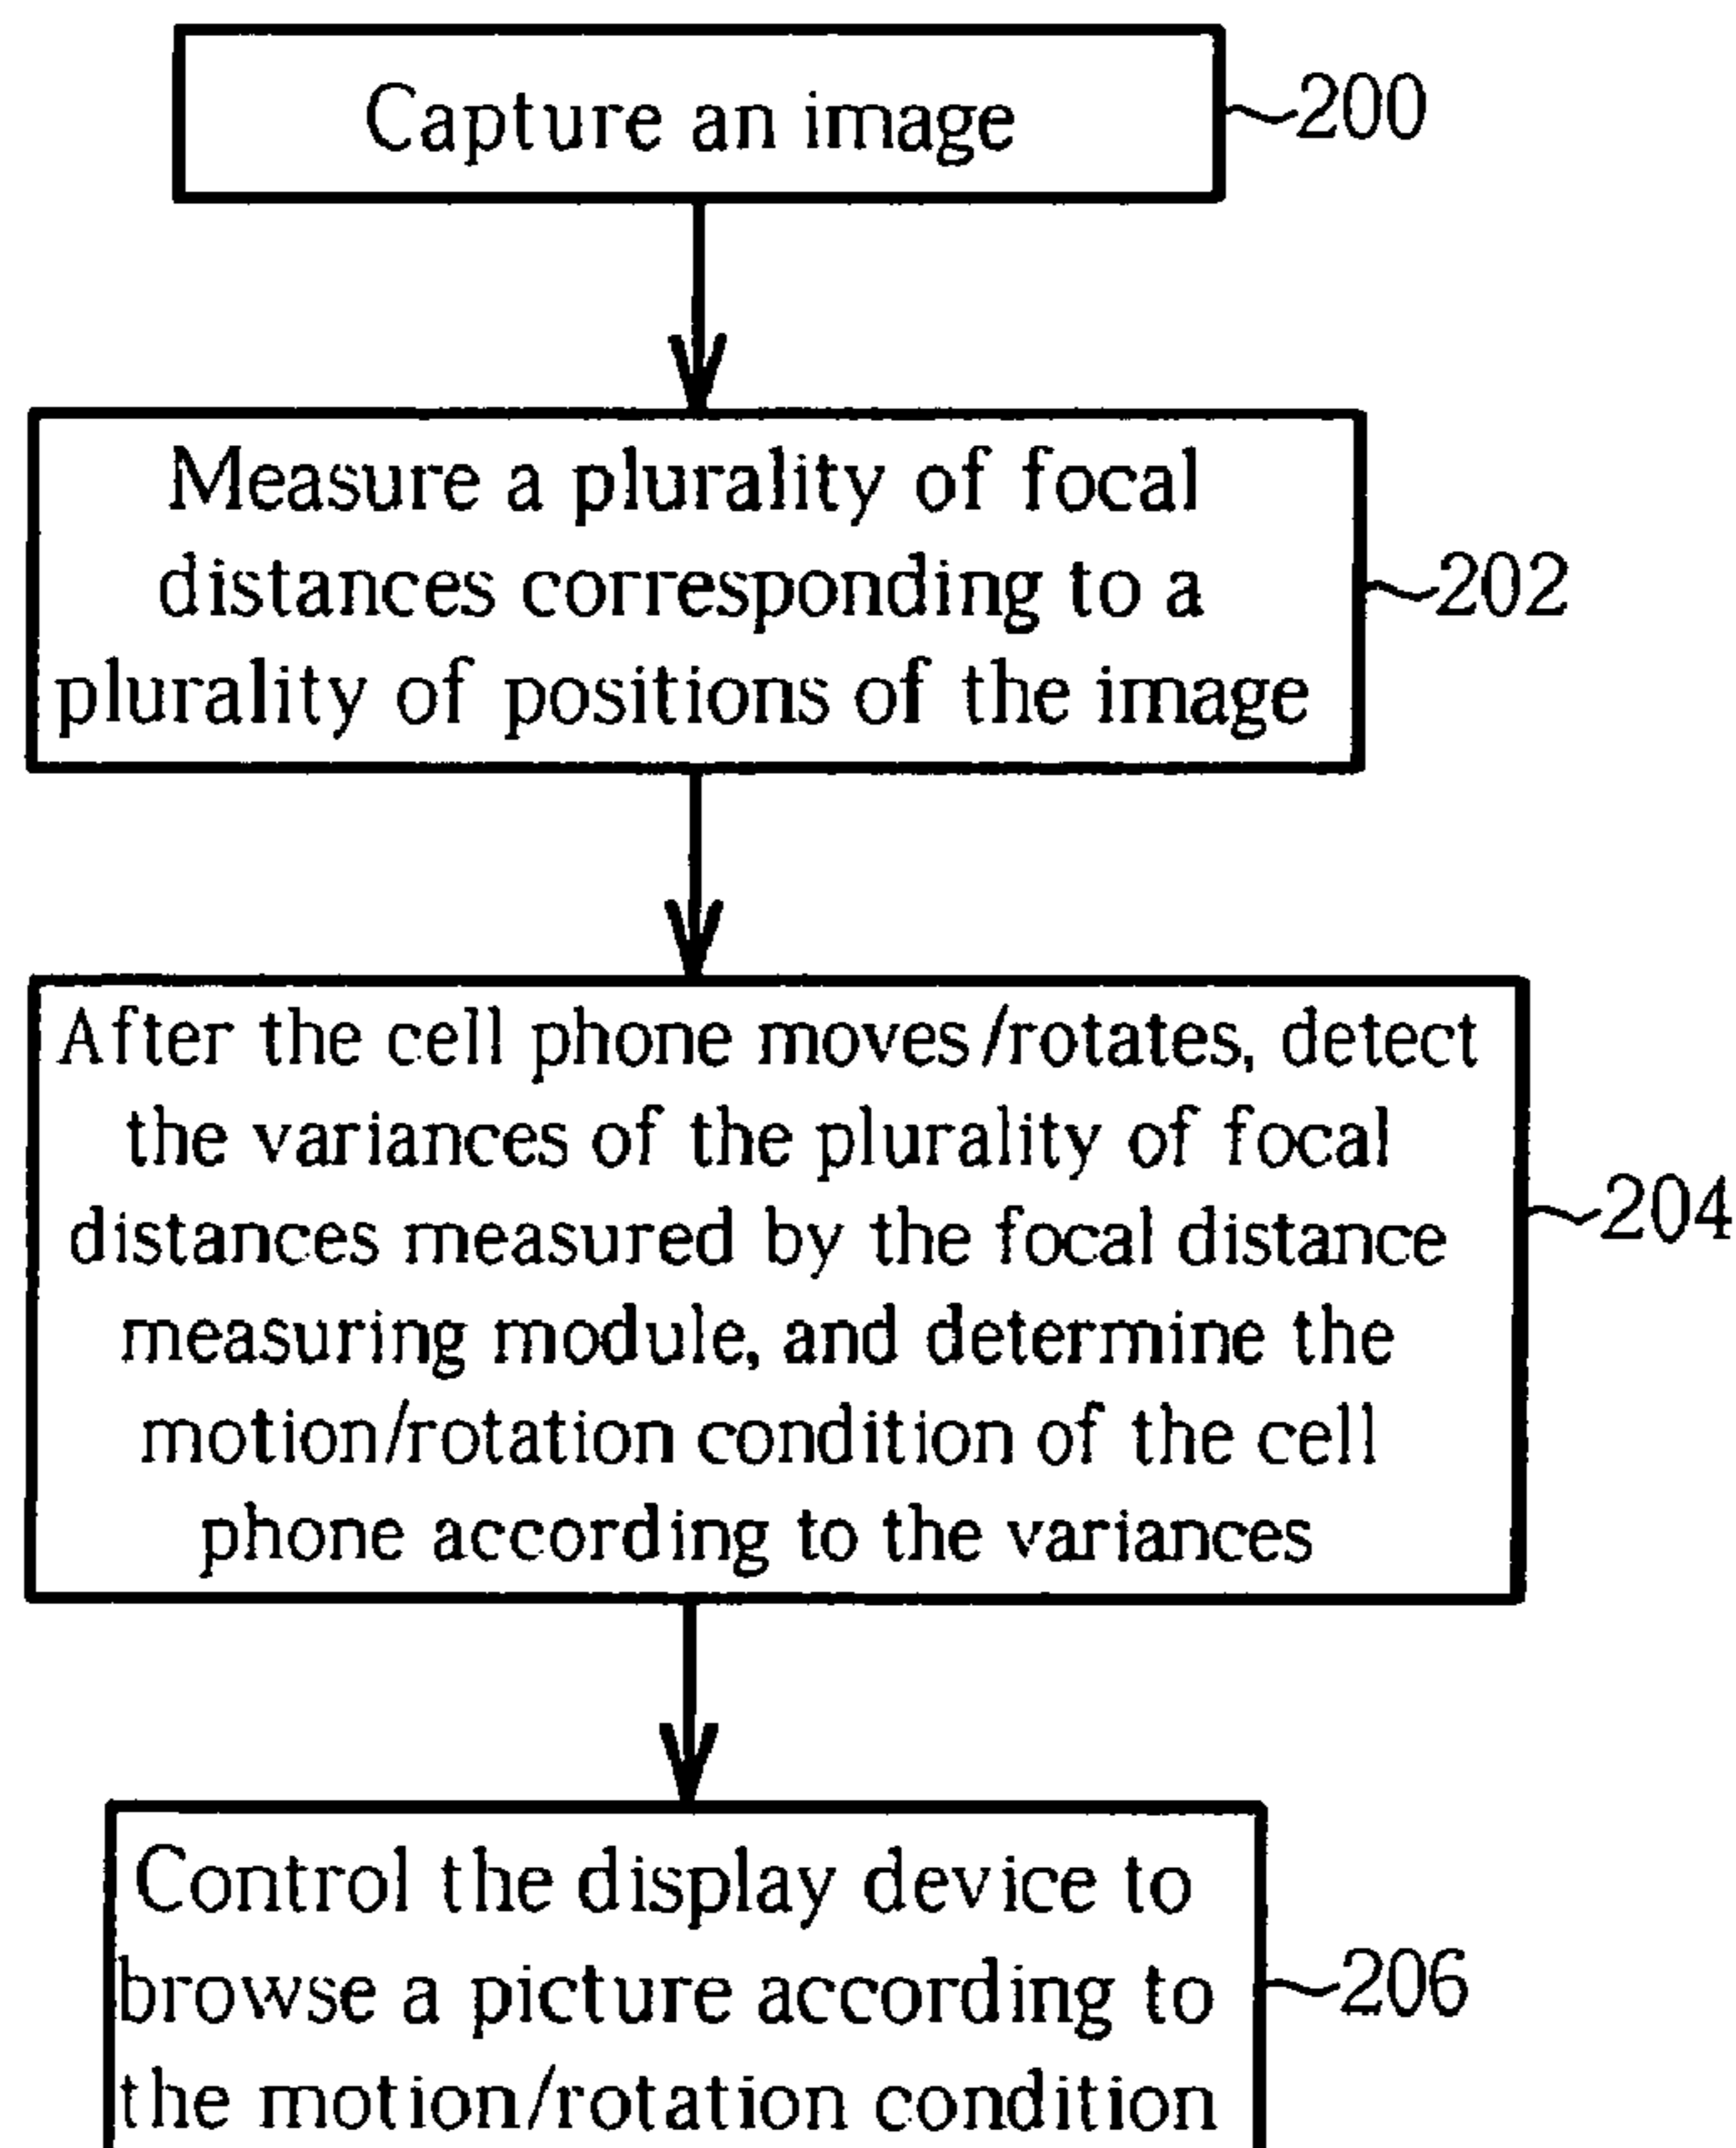 Capture an image
200
Measure a plurality of focal
distances corresponding to a
plurality of positions of the image
202
After the cell phone moves/rotates, detect
the variances of the plurality of focal
distances measured by the focal distance
measuring module, and determine the
motion/rotation condition of the cell
phone according to the variances
204
Control the display device to
browse a picture according to
the motion/rotation condition
206